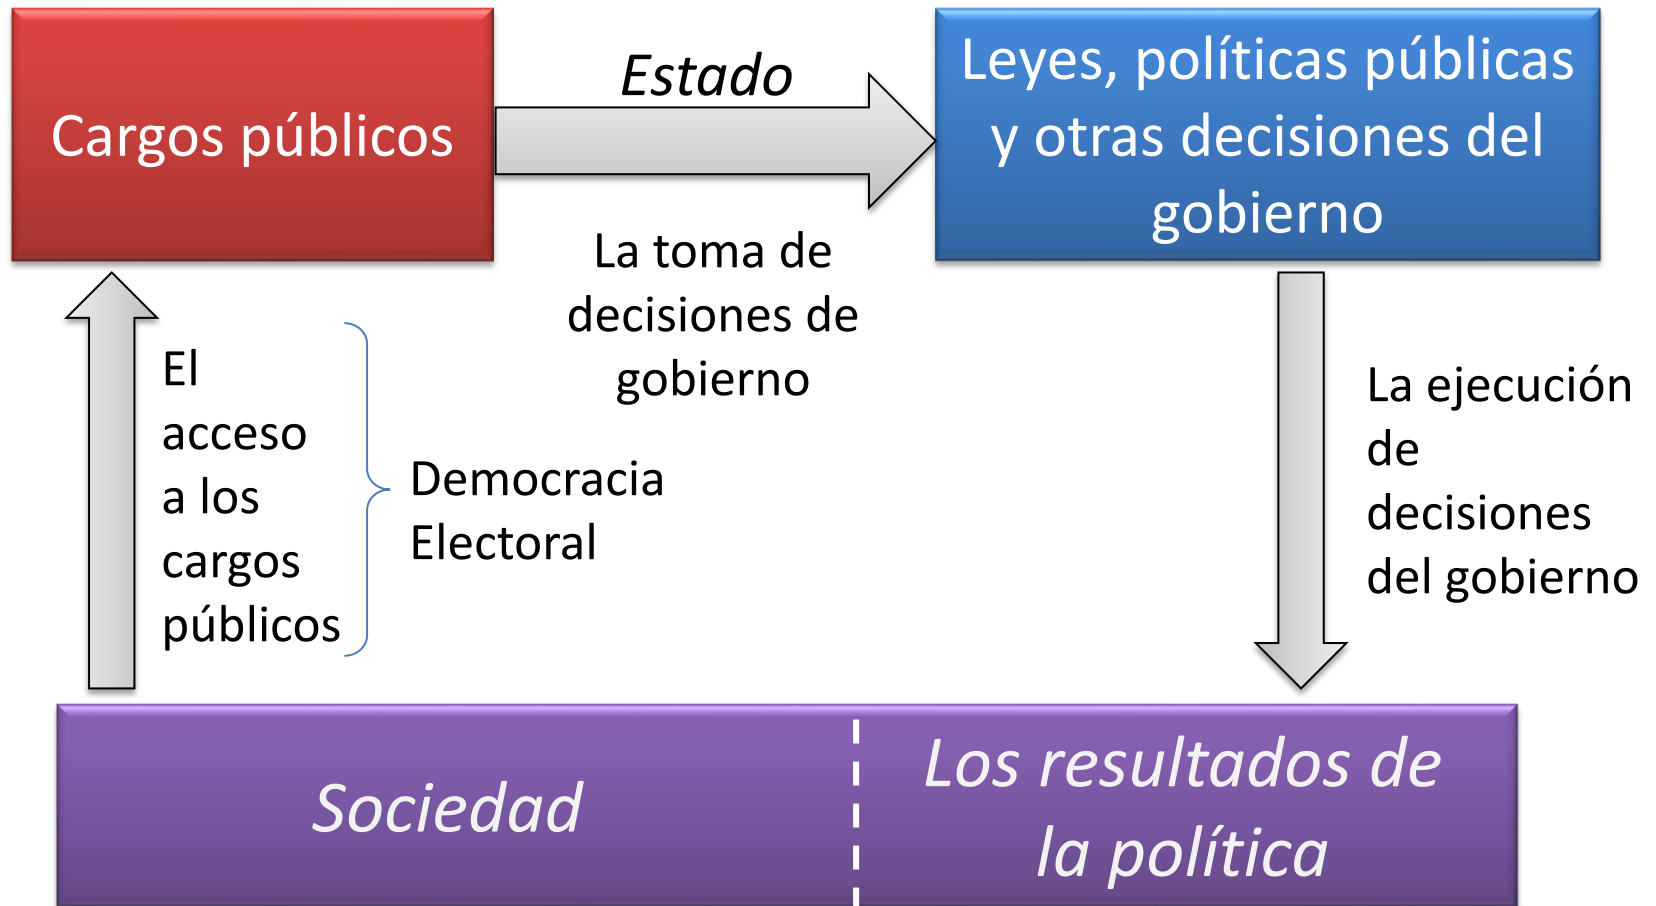 Cargos públicos
Estado
Leyes, políticas públicas
y otras decisiones del
gobierno
La toma de
decisiones de
gobierno
El
acceso
a los
cargos
públicos
Democracia
Electoral
La ejecución
de
decisiones
del gobierno
Sociedad
Los resultados de
la política